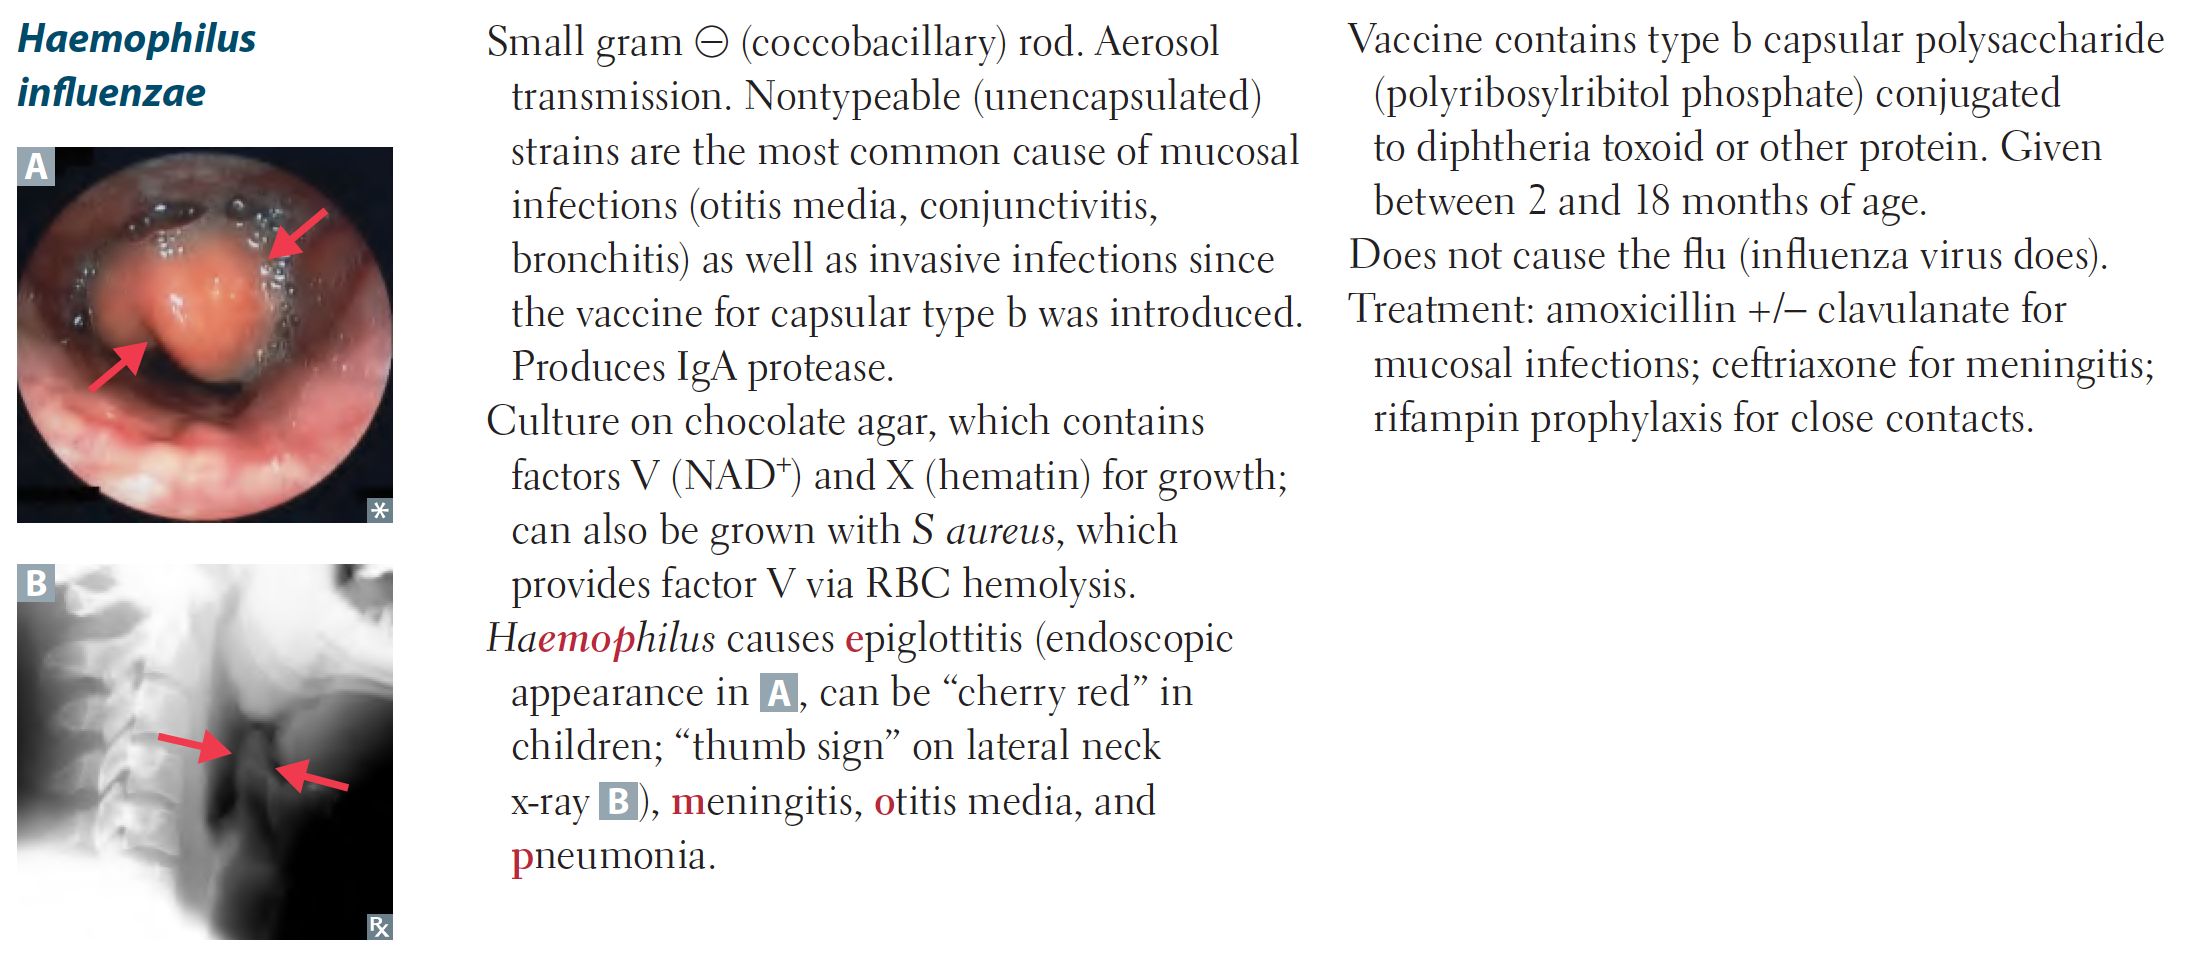 Haemophilus
influenzae
A
*
B
Rx
Small gram ⊖ (coccobacillary) rod. Aerosol
transmission. Nontypeable (unencapsulated)
strains are the most common cause of mucosal
infections (otitis media, conjunctivitis,
bronchitis) as well as invasive infections since
the vaccine for capsular type b was introduced.
Produces IgA protease.
Culture on chocolate agar, which contains
factors V (NAD⁺) and X (hematin) for growth;
can also be grown with S aureus, which
provides factor V via RBC hemolysis.
Haemophilus causes epiglottitis (endoscopic
appearance in A, can be “cherry red” in
children; “thumb sign” on lateral neck
x-ray B), meningitis, otitis media, and
pneumonia.
Vaccine contains type b capsular polysaccharide
(polyribosylribitol phosphate) conjugated
to diphtheria toxoid or other protein. Given
between 2 and 18 months of age.
Does not cause the flu (influenza virus does).
Treatment: amoxicillin +/− clavulanate for
mucosal infections; ceftriaxone for meningitis;
rifampin prophylaxis for close contacts.